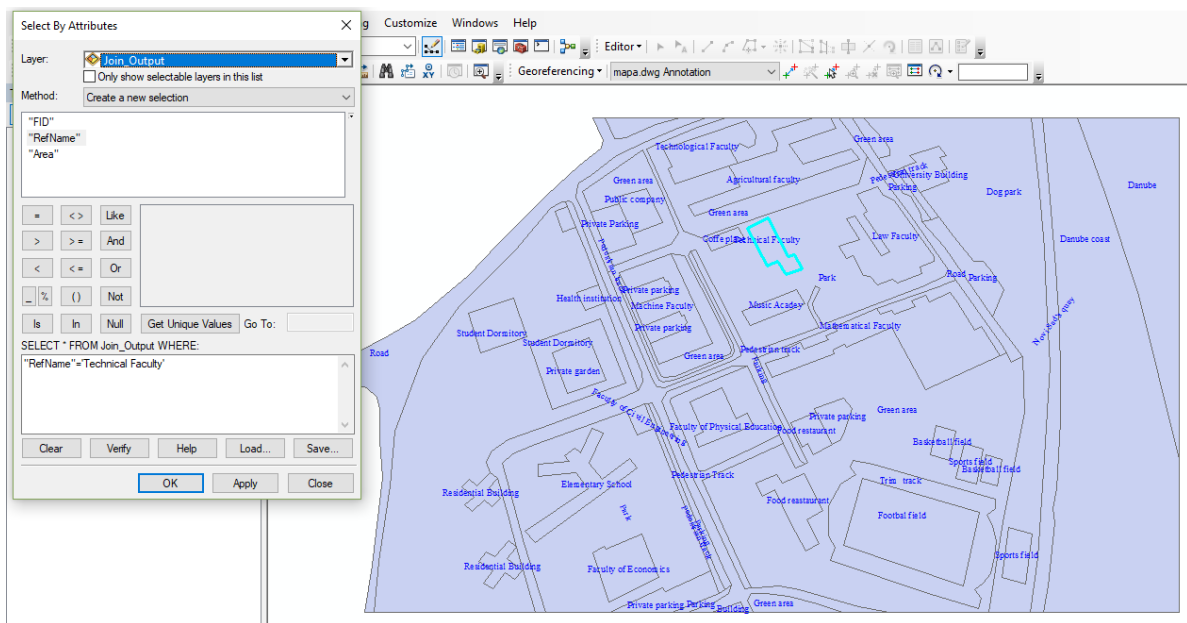 Select By Attributes
Customize Windows Help
Layer: Join_Output
Only show selectable layers in this list
Method: Create a new selection
"FID"
"RefName"
"Area"
= < > Like
> > = And
< < = Or
_ % ( ) Not
Is In Null Get Unique Values Go To:
SELECT * FROM Join_Output WHERE:
"RefName"='Technical Faculty'
Clear Verify Help Load... Save...
OK Apply Close
Editor
Georeferencing mapa.dwg Annotation
Technological Faculty
Green area
Green area
Agricultural faculty
Pedestrian track
University Building
Parking
Dog park
Danube
Public company
Green area
Private Parking
Technical Faculty
Law Faculty
Danube coast
Park
Road
Parking
Health institution
Private parking
Machine Faculty
Music Acadey
Private parking
Mathematical Faculty
Student Dormitory
Student Dormitory
Road
Green area
Pedestrian track
Private garden
Parking
Faculty of Physical Education
Private parking
Green area
Food restaurant
Basketball field
Sports field
Basketball field
Pedestrian Track
Trim track
Residential Building
Elementary School
Food reastaurant
Park
Footbal field
Parking
Sports field
Residential Building
Faculty of Economics
Private parking
Parking
Building
Green area